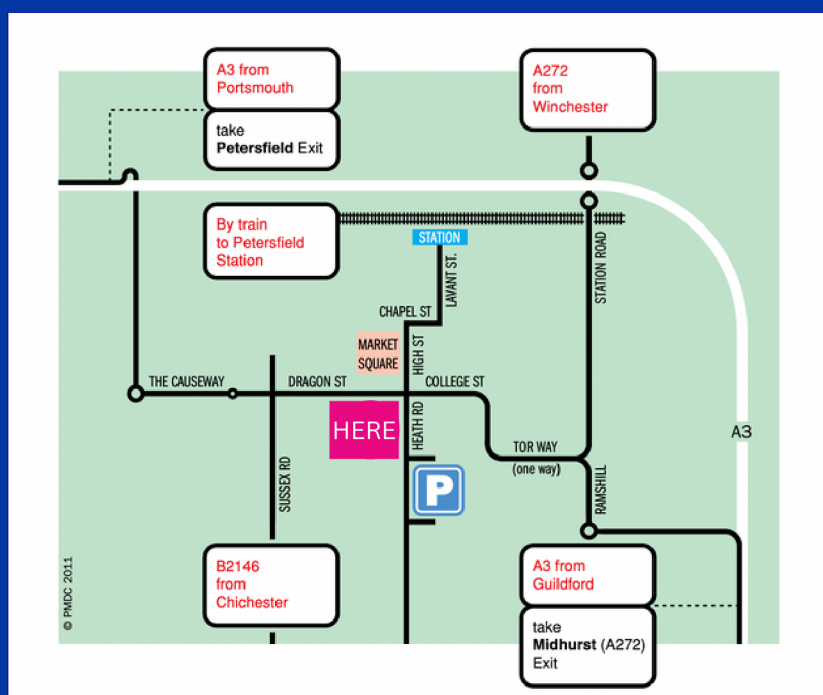 A3 from
Portsmouth
take
Petersfield Exit
A272
from
Winchester
By train
to Petersfield
Station
STATION
LAVANT ST.
STATION ROAD
CHAPEL ST
MARKET
SQUARE
HIGH ST
THE CAUSEWAY
DRAGON ST
COLLEGE ST
HERE
HEATH RD
A3
TOR WAY
(one way)
SUSSEX RD
P
RAMSHILL
B2146
from
Chichester
A3 from
Guildford
take
Midhurst (A272)
Exit
© PMDC 2011